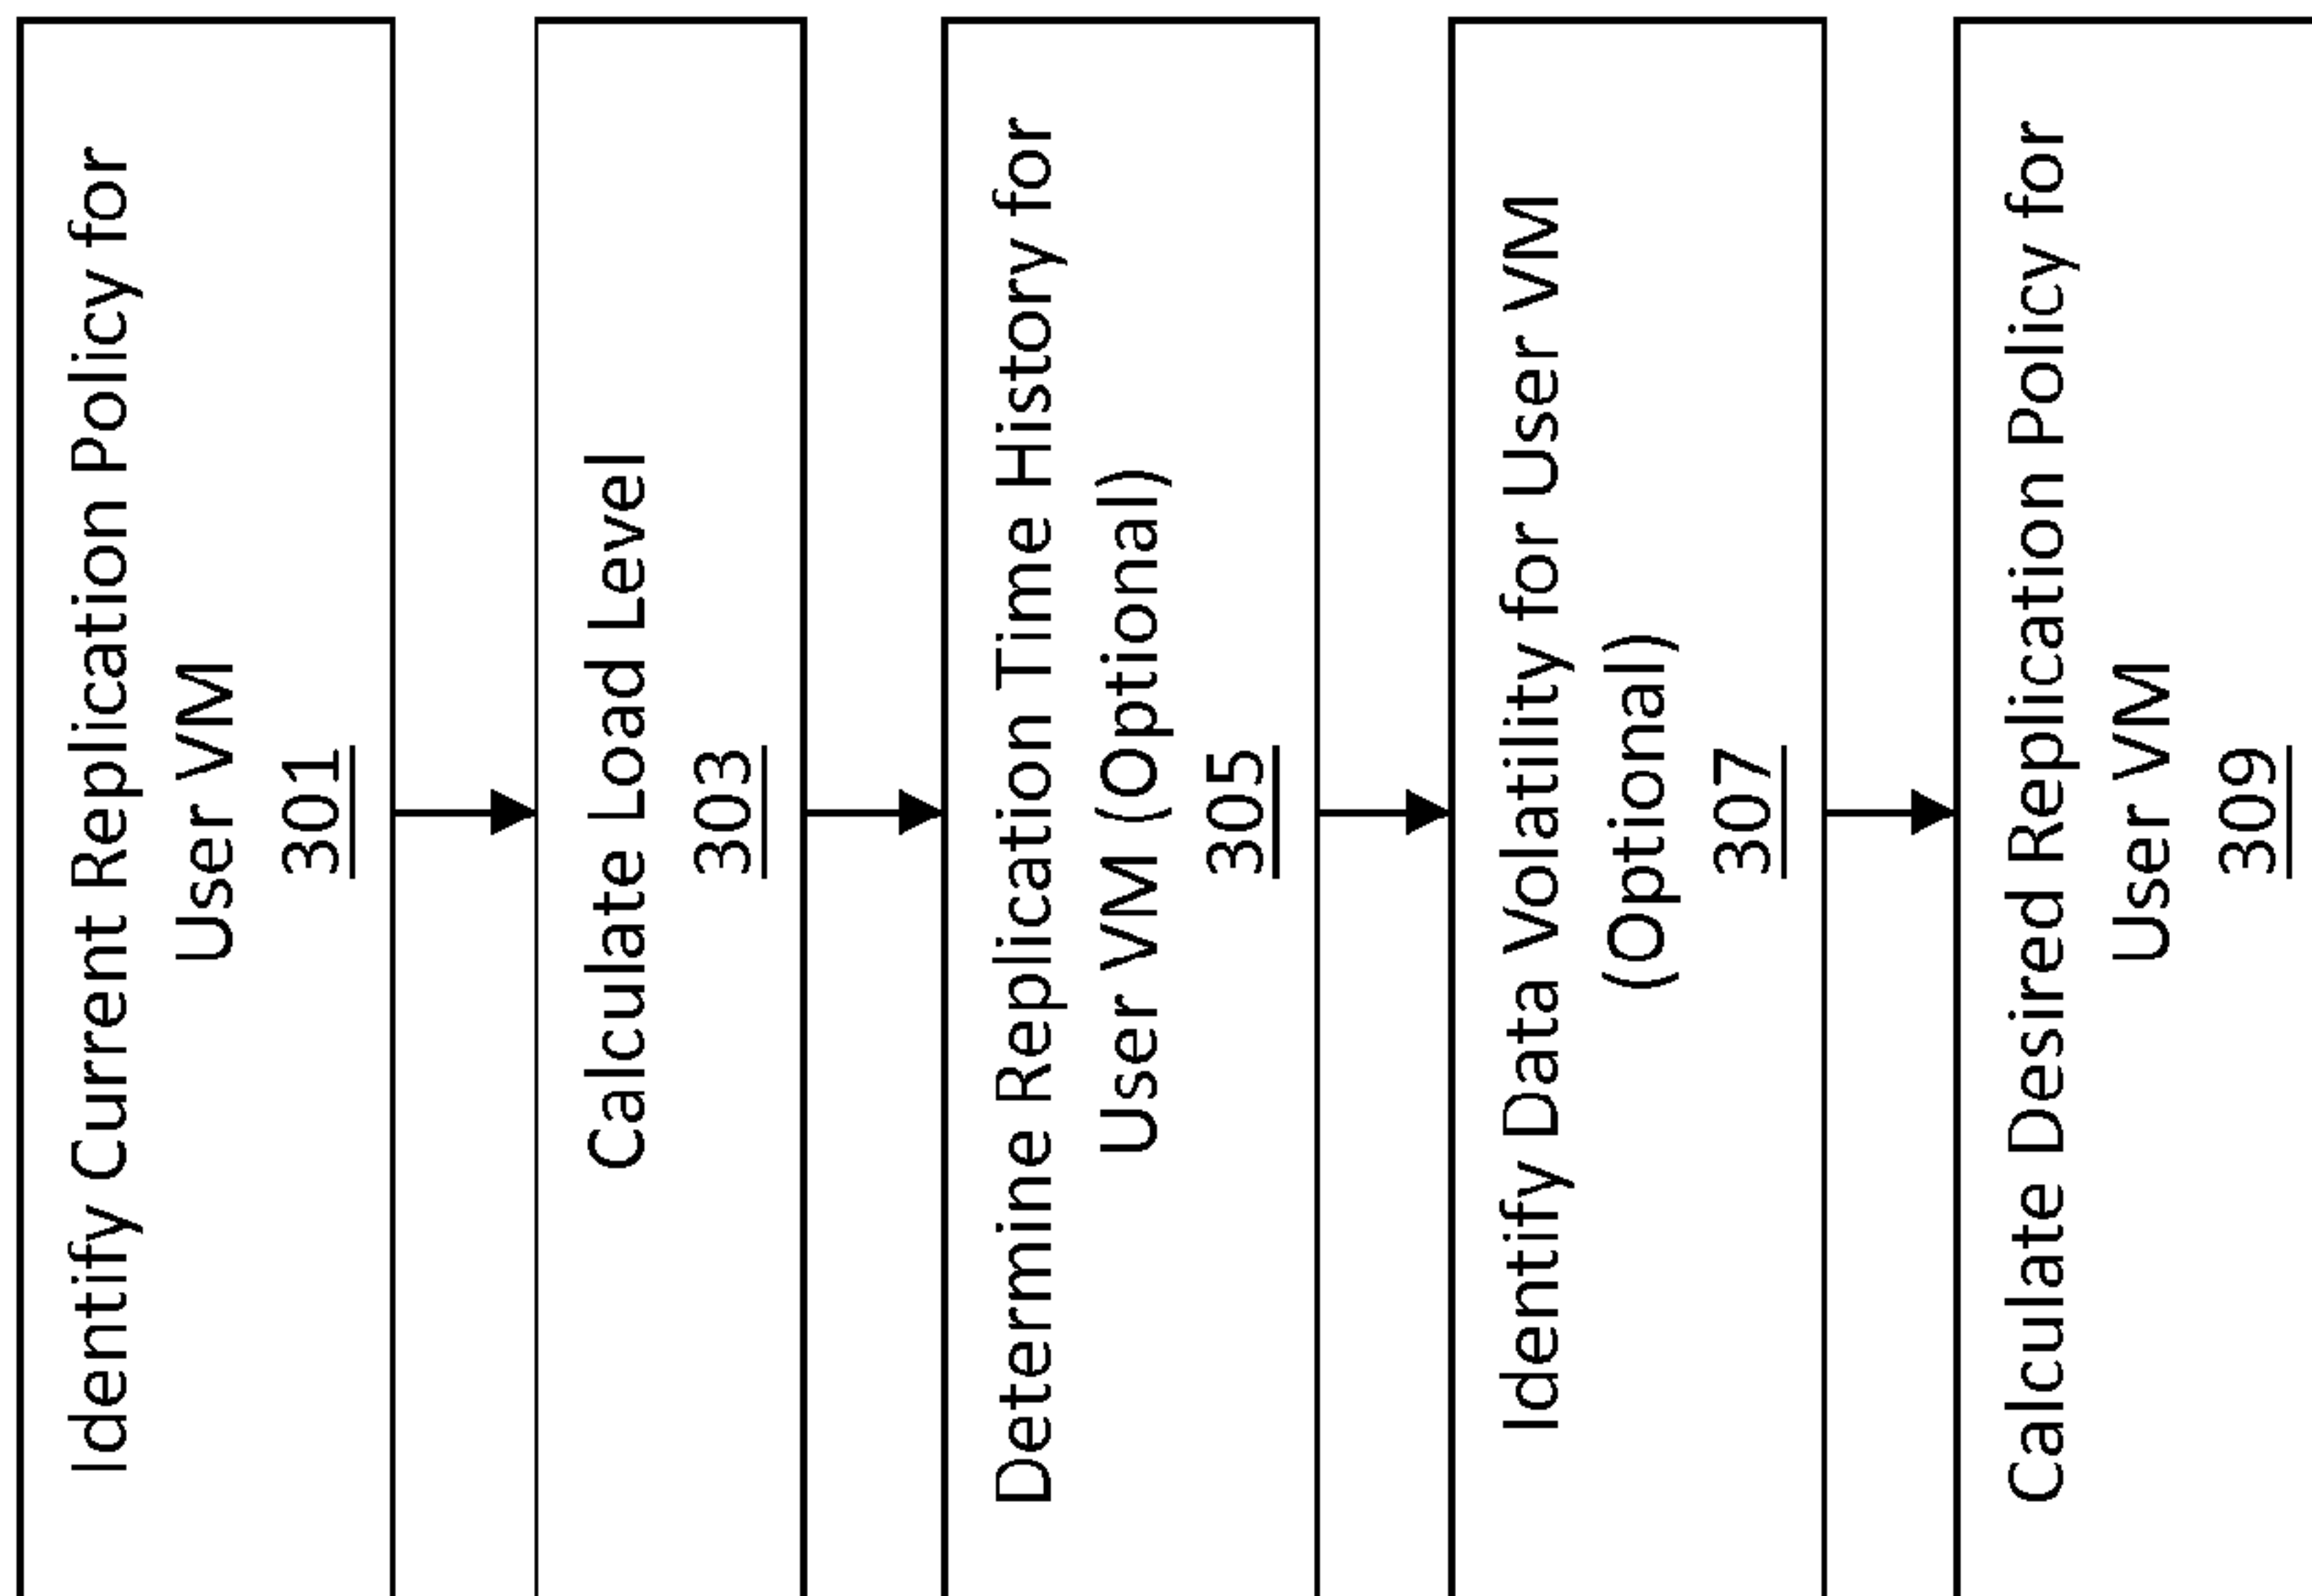 Identify Current Replication Policy for
User VM
301
Calculate Load Level
303
Determine Replication Time History for
User VM (Optional)
305
Identify Data Volatility for User VM
(Optional)
307
Calculate Desired Replication Policy for
User VM
309